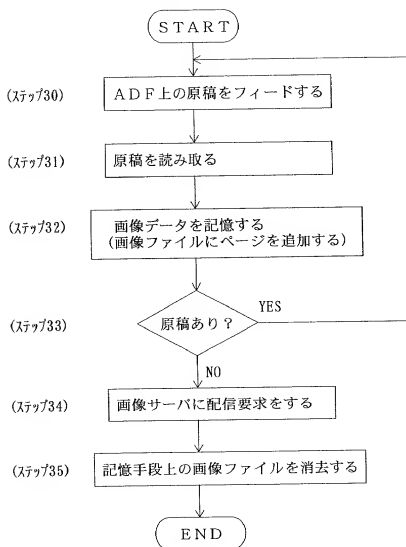 START
(ステップ30)
ADF上の原稿をフィードする
(ステップ31)
原稿を読み取る
(ステップ32)
画像データを記憶する
(画像ファイルにページを追加する)
(ステップ33)
原稿あり?
YES
NO
(ステップ34)
画像サーバに配信要求をする
(ステップ35)
記憶手段上の画像ファイルを消去する
END